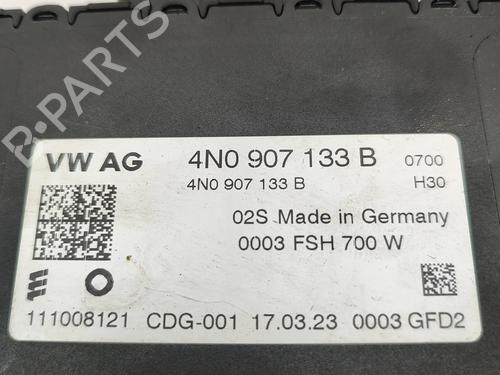 B-PARTS
VW AG 4N0 907 133 B 0700
4N0 907 133 B H30
02S Made in Germany
0003 FSH 700 W
111008121 CDG-001 17.03.23 0003 GFD2